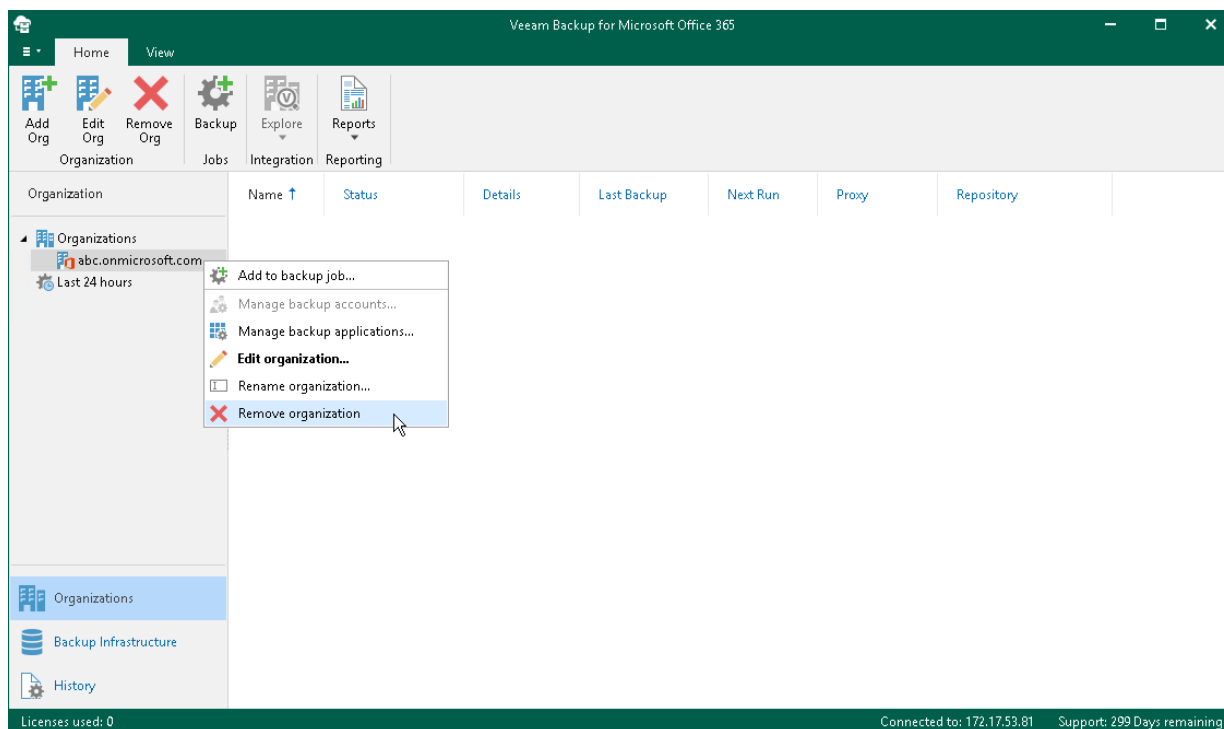 Veeam Backup for Microsoft Office 365
Home View
Add Org
Edit Org
Remove Org
Backup
Explore
Reports
Organization
Jobs
Integration
Reporting
Organization
Name Status Details Last Backup Next Run Proxy Repository
Organizations
abc.onmicrosoft.com
Last 24 hours
Add to backup job...
Manage backup accounts...
Manage backup applications...
Edit organization...
Rename organization...
Remove organization
Organizations
Backup Infrastructure
History
Licenses used: 0
Connected to: 172.17.53.81 Support: 299 Days remaining